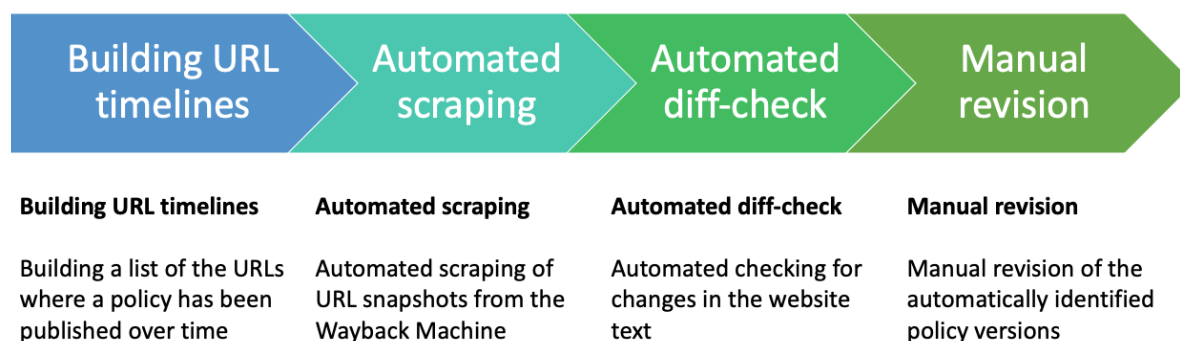 Building URL
timelines
Automated
scraping
Automated
diff-check
Manual
revision
Building URL timelines
Building a list of the URLs
where a policy has been
published over time
Automated scraping
Automated scraping of
URL snapshots from the
Wayback Machine
Automated diff-check
Automated checking for
changes in the website
text
Manual revision
Manual revision of the
automatically identified
policy versions